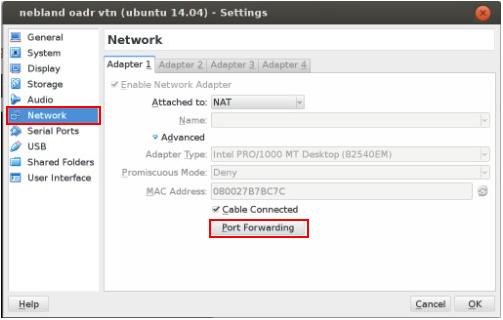 nebland oadr vtn (ubuntu 14.04) - Settings
General
System
Display
Storage
Audio
Network
Serial Ports
USB
Shared Folders
User Interface
Network
Adapter 1 Adapter 2 Adapter 3 Adapter 4
Enable Network Adapter
Attached to: NAT
Name:
Advanced
Adapter Type: Intel PRO/1000 MT Desktop (82540EM)
Promiscuous Mode: Deny
MAC Address: 080027B7BC7C
Cable Connected
Port Forwarding
Help Cancel OK